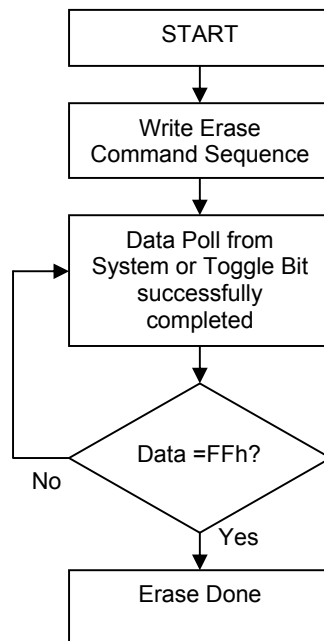 START
Write Erase
Command Sequence
Data Poll from
System or Toggle Bit
successfully
completed
Data =FFh?
No
Yes
Erase Done